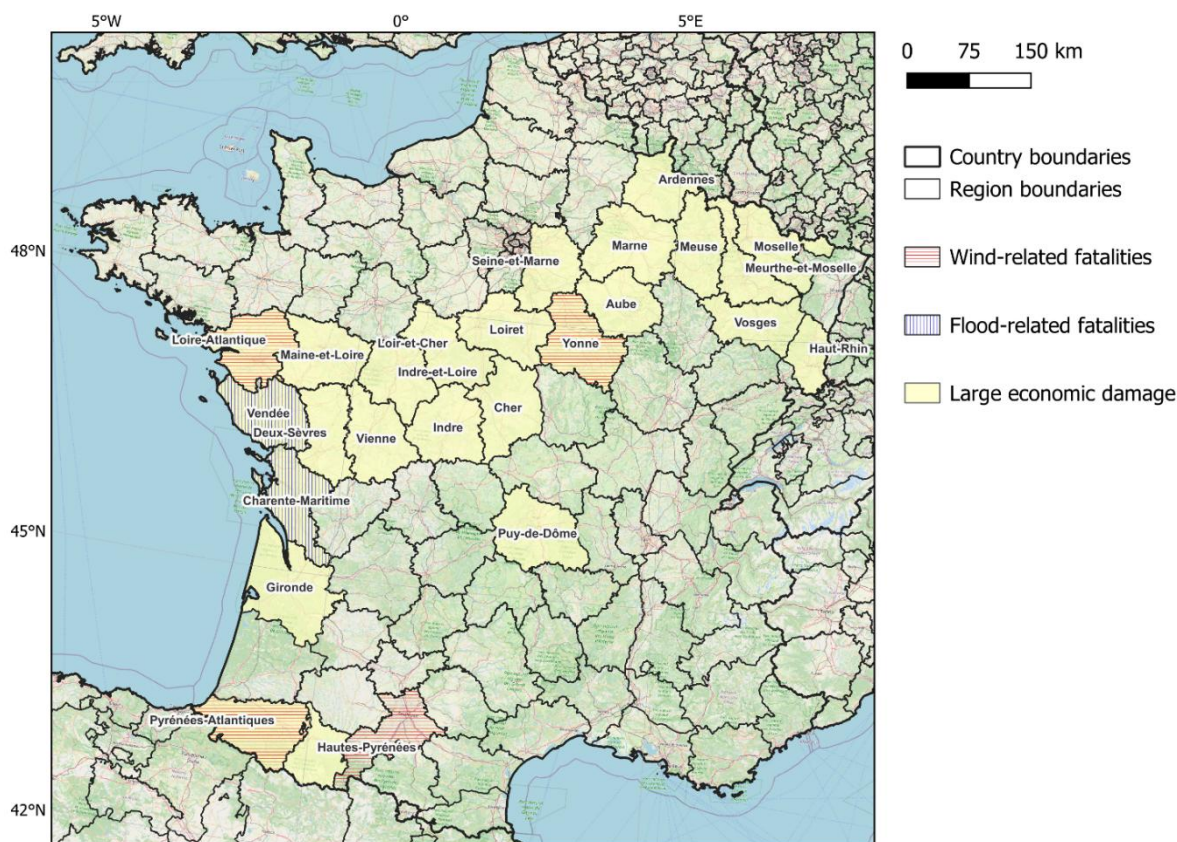 5°W
0°
5°E
0 75 150 km
48°N
45°N
42°N
Country boundaries
Region boundaries
Wind-related fatalities
Flood-related fatalities
Large economic damage
Ardennes
Marne
Meuse
Moselle
Seine-et-Marne
Meurthe-et-Moselle
Aube
Vosges
Loiret
Loire-Atlantique
Yonne
Loir-et-Cher
Haut-Rhin
Maine-et-Loire
Indre-et-Loire
Cher
Vendée
Indre
Deux-Sèvres
Vienne
Charente-Maritime
Puy-de-Dôme
Gironde
Pyrénées-Atlantiques
Hautes-Pyrénées